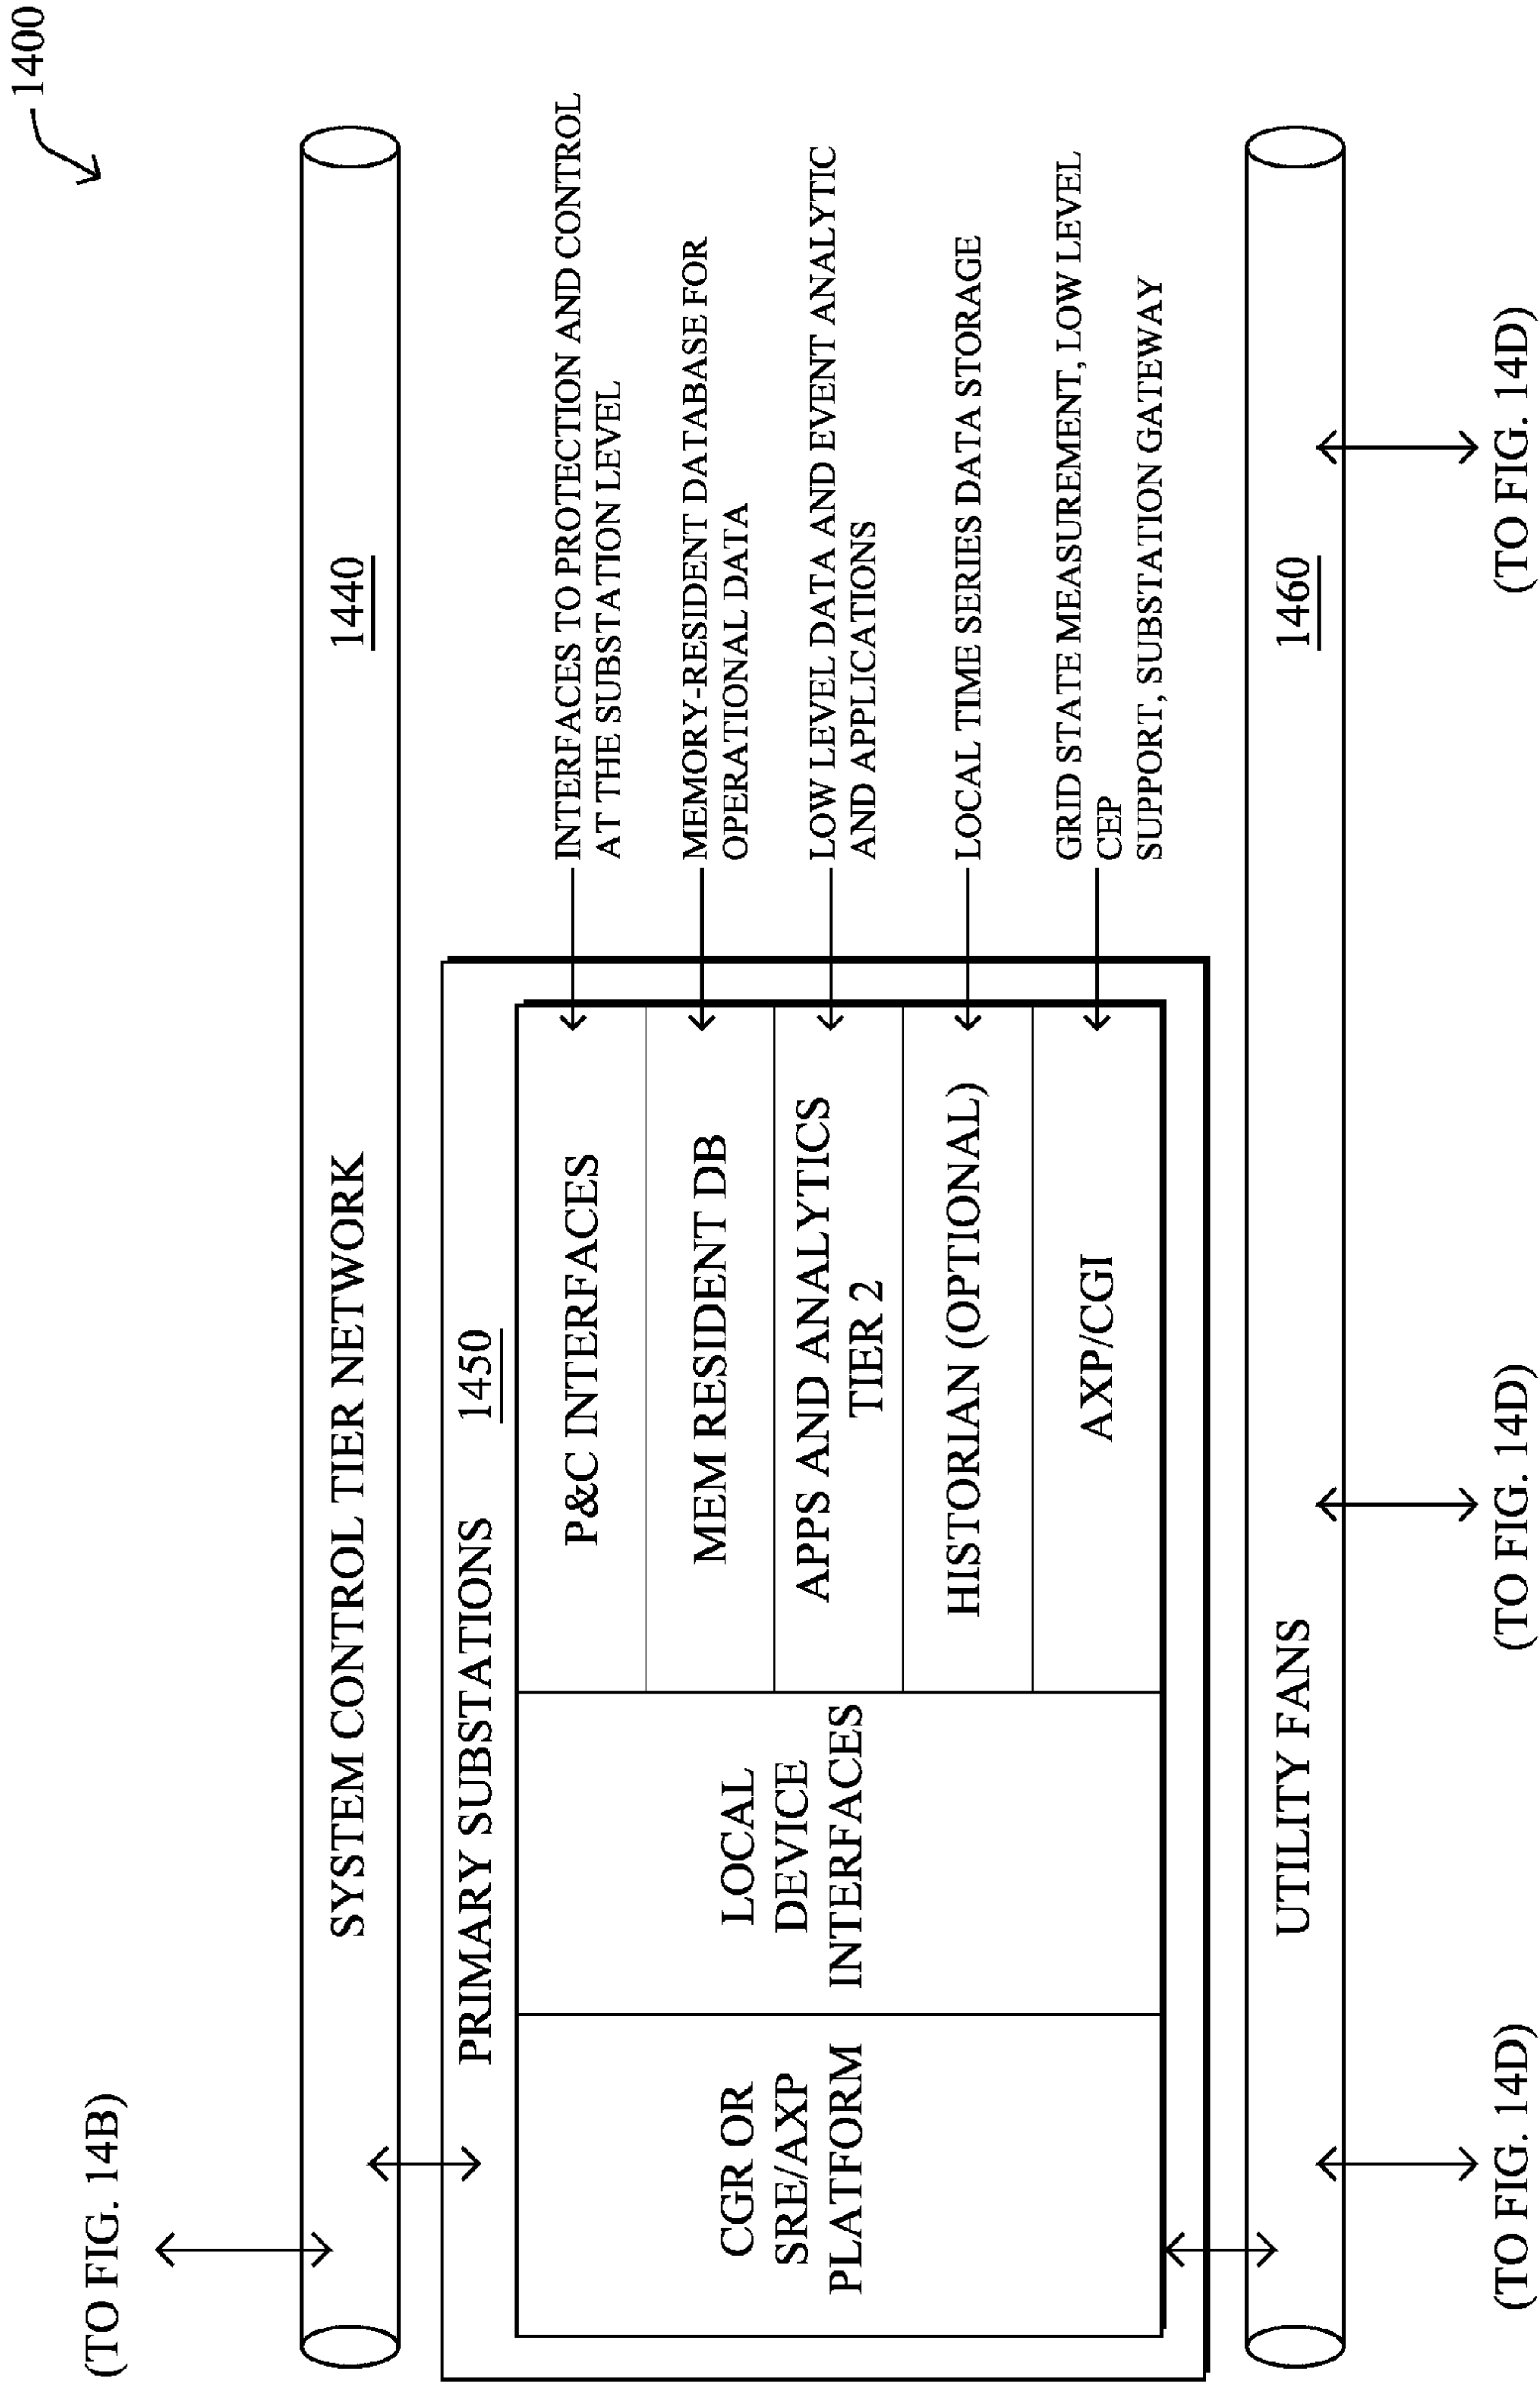 1400
(TO FIG. 14B)
SYSTEM CONTROL TIER NETWORK
1440
PRIMARY SUBSTATIONS
1450
CGR OR
SRE/AXP
PLATFORM
LOCAL
DEVICE
INTERFACES
P&C INTERFACES
MEM RESIDENT DB
APPS AND ANALYTICS
TIER 2
HISTORIAN (OPTIONAL)
AXP/CGI
INTERFACES TO PROTECTION AND CONTROL
AT THE SUBSTATION LEVEL
MEMORY-RESIDENT DATABASE FOR
OPERATIONAL DATA
LOW LEVEL DATA AND EVENT ANALYTIC
AND APPLICATIONS
LOCAL TIME SERIES DATA STORAGE
GRID STATE MEASUREMENT, LOW LEVEL
CEP
SUPPORT, SUBSTATION GATEWAY
UTILITY FANS
1460
(TO FIG. 14D)
(TO FIG. 14D)
(TO FIG. 14D)